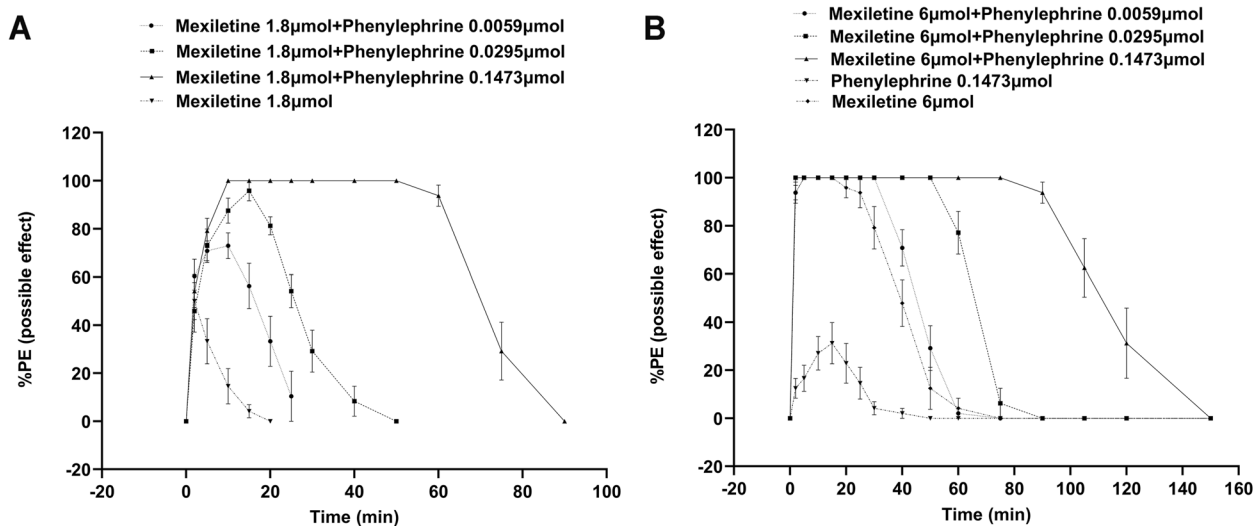 A
Mexiletine 1.8μmol+Phenylephrine 0.0059μmol
Mexiletine 1.8μmol+Phenylephrine 0.0295μmol
Mexiletine 1.8μmol+Phenylephrine 0.1473μmol
Mexiletine 1.8μmol
120
100
80
60
40
20
0
-20
%PE (possible effect)
-20
0
20
40
60
80
100
Time (min)
B
Mexiletine 6μmol+Phenylephrine 0.0059μmol
Mexiletine 6μmol+Phenylephrine 0.0295μmol
Mexiletine 6μmol+Phenylephrine 0.1473μmol
Phenylephrine 0.1473μmol
Mexiletine 6μmol
120
100
80
60
40
20
0
-20
%PE (possible effect)
-20
0
20
40
60
80
100
120
140
160
Time (min)